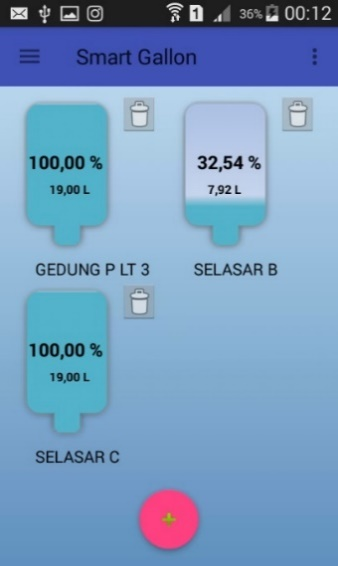 36% 00:12
Smart Gallon
100,00 % 32,54 %
19,00 L 7,92 L
GEDUNG P LT 3 SELASAR B
100,00 %
19,00 L
SELASAR C